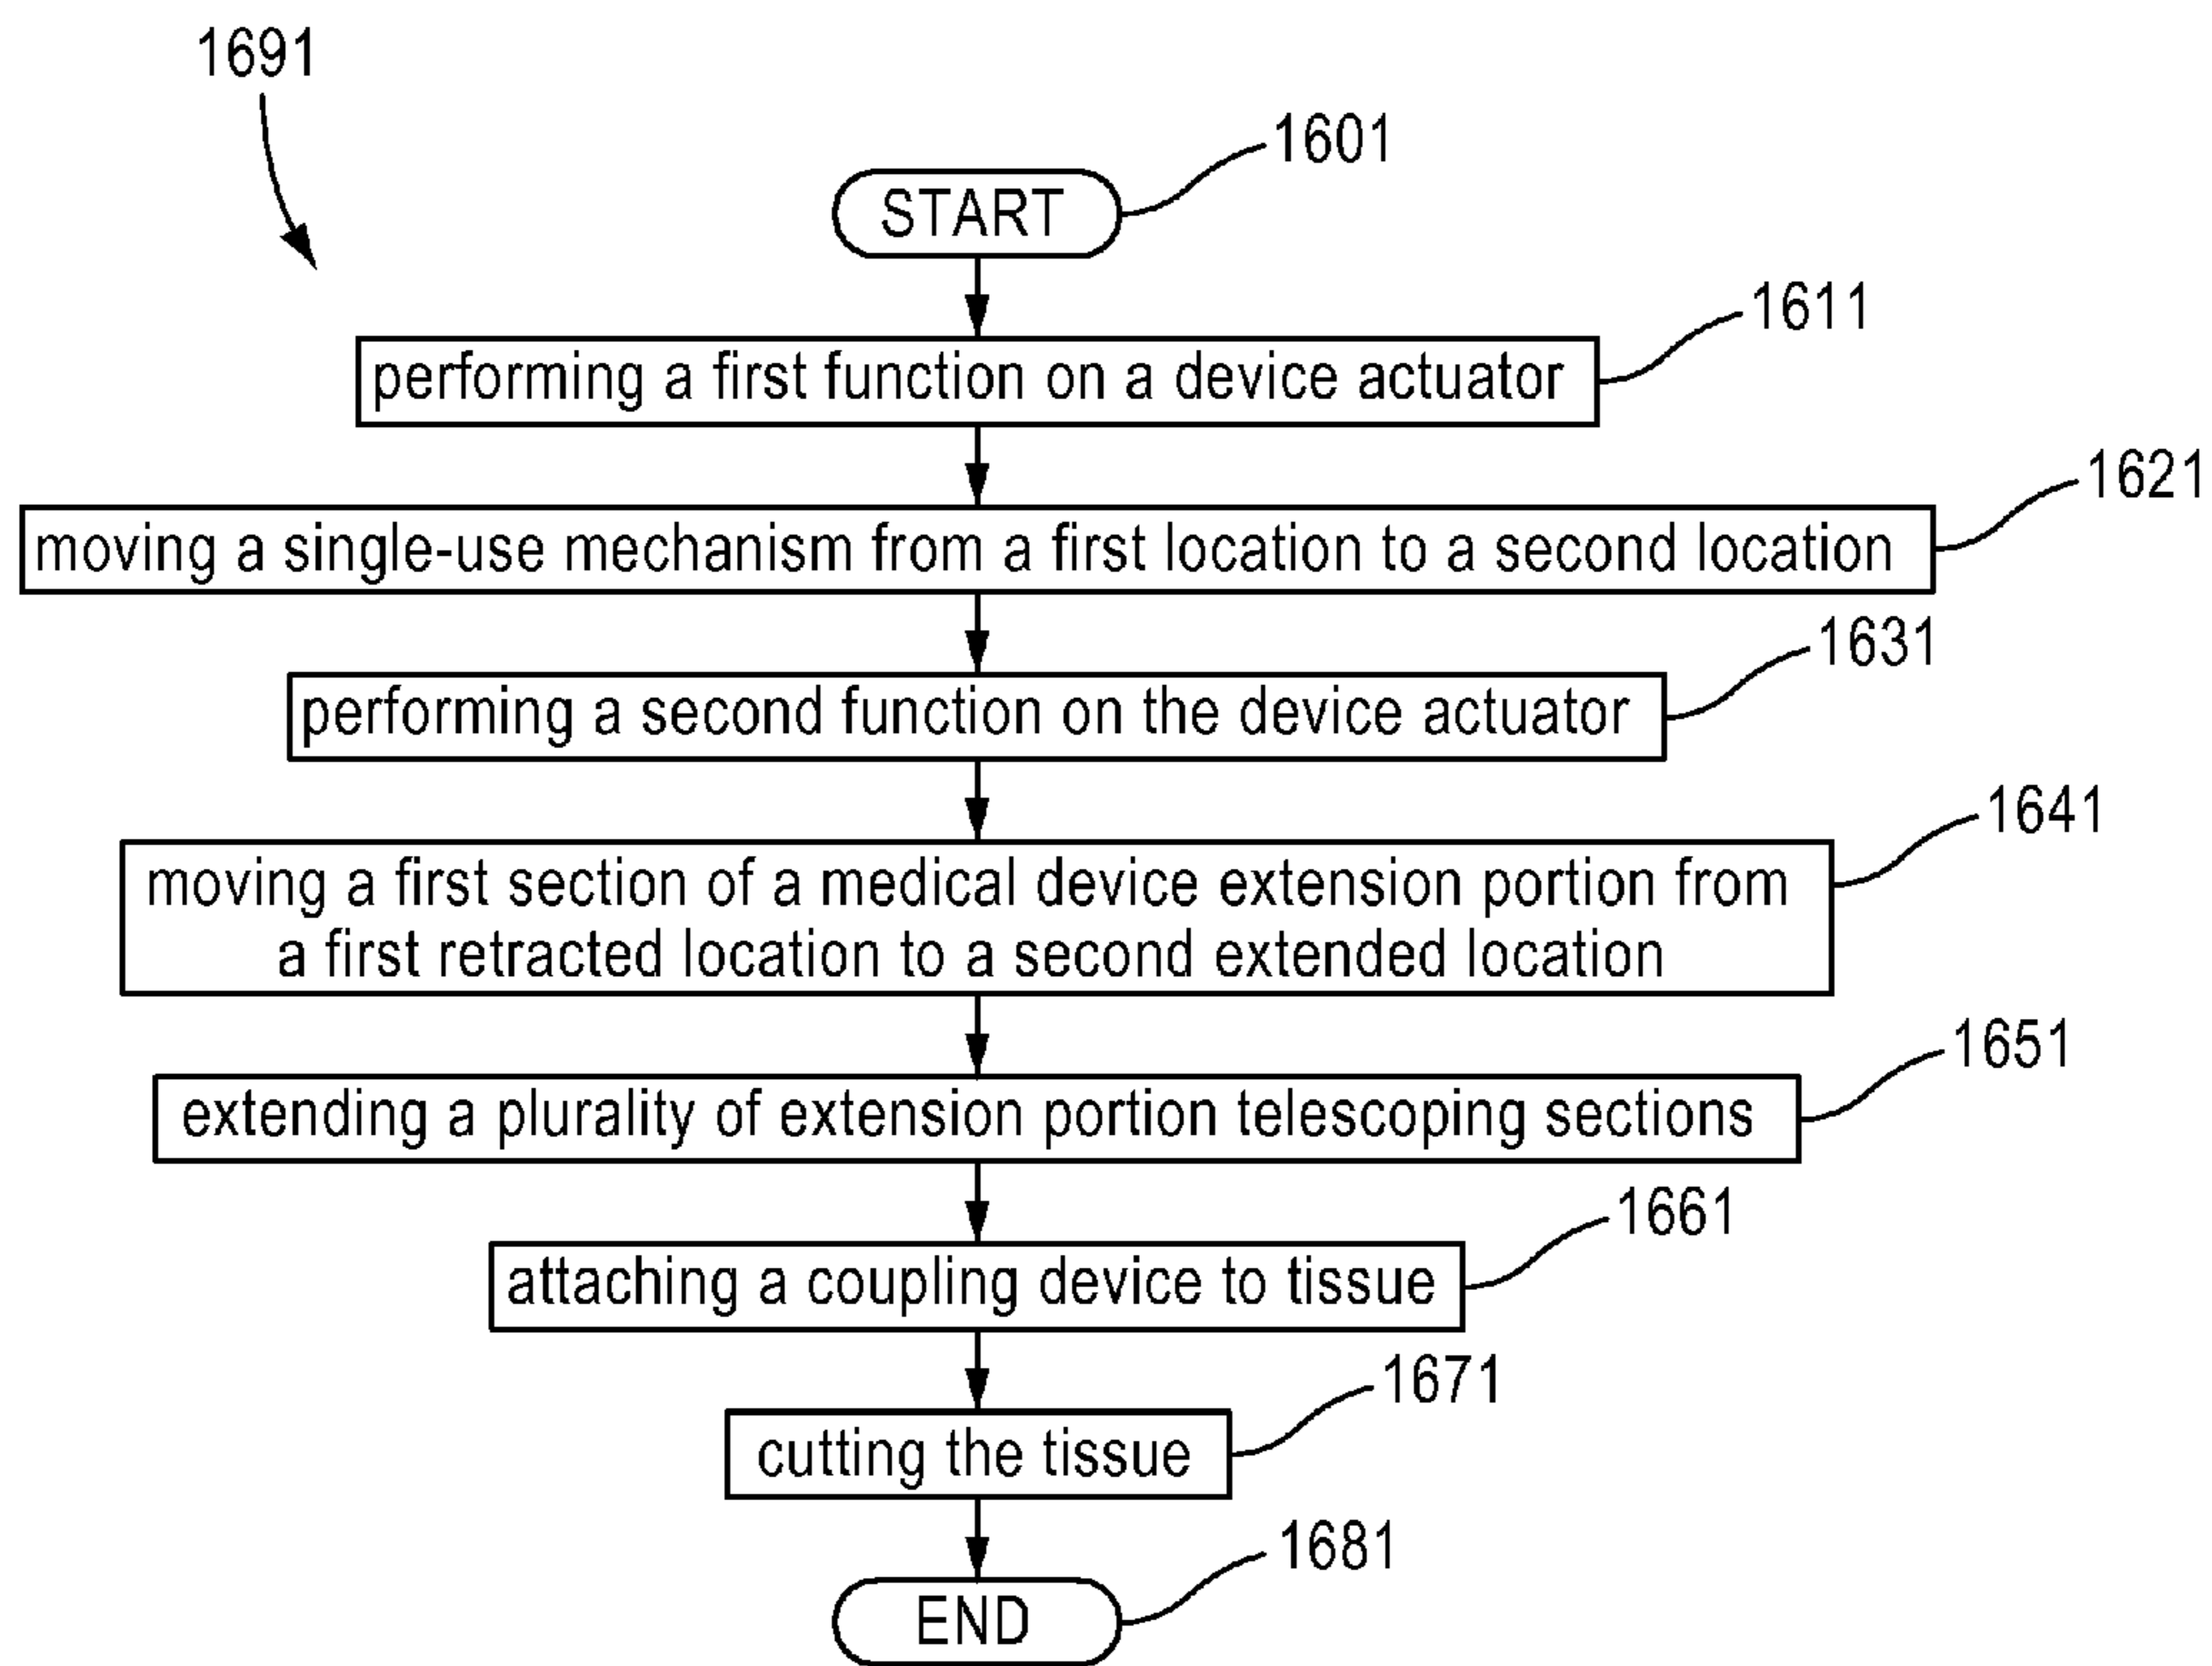 1691
1601
START
1611
performing a first function on a device actuator
1621
moving a single-use mechanism from a first location to a second location
1631
performing a second function on the device actuator
1641
moving a first section of a medical device extension portion from
a first retracted location to a second extended location
1651
extending a plurality of extension portion telescoping sections
1661
attaching a coupling device to tissue
1671
cutting the tissue
1681
END